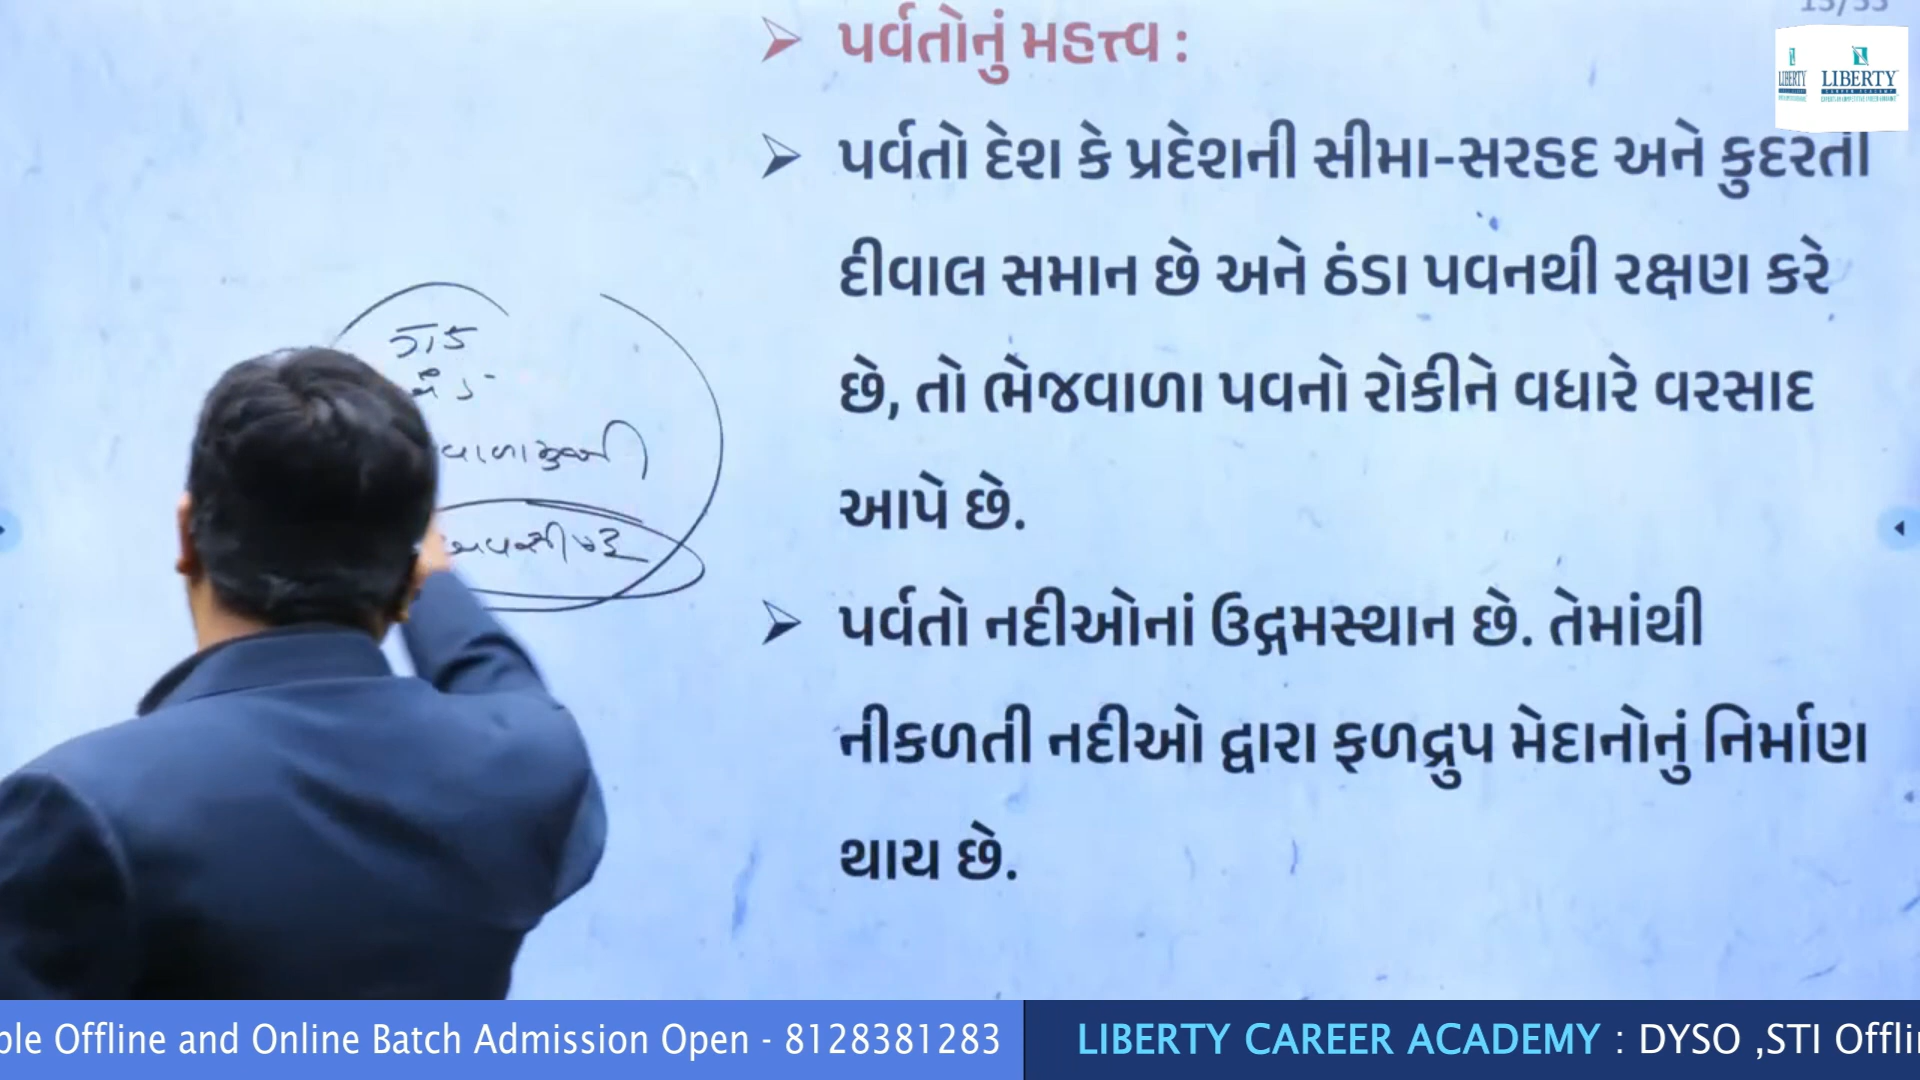 પર્વતોનું મહત્ત્વ :
LIBERTY
LIBERTY
પર્વતો દેશ કે પ્રદેશની સીમા-સરહદ અને કુદરતી
દીવાલ સમાન છે અને ઠંડા પવનથી રક્ષણ કરે
છે, તો ભેજવાળા પવનો રોકીને વધારે વરસાદ
આપે છે.
પર્વતો નદીઓનાં ઉદ્ગમસ્થાન છે. તેમાંથી
નીકળતી નદીઓ દ્વારા ફળદ્રુપ મેદાનોનું નિર્માણ
થાય છે.
ગેડ
ble Offline and Online Batch Admission Open - 8128381283
LIBERTY CAREER ACADEMY : DYSO ,STI Offli